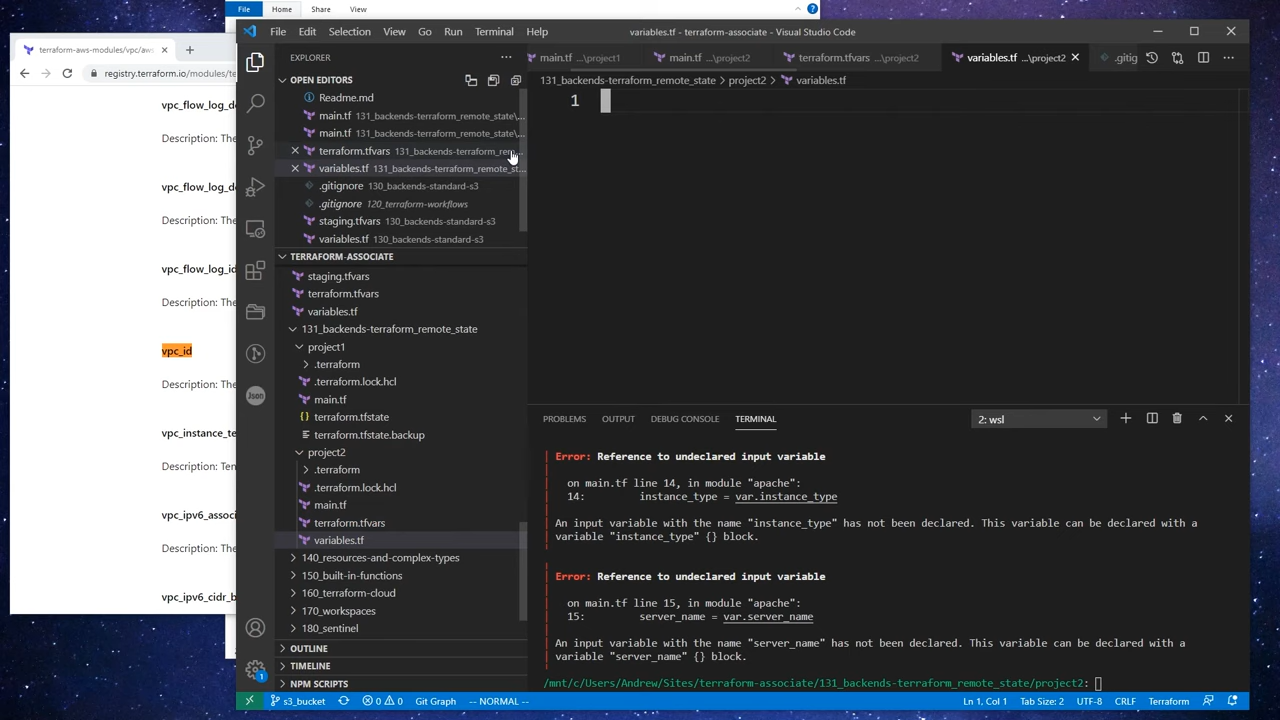 File
Home
Share
View
terraform-aws-modules/vpc/aws
registry.terraform.io/modules/te
vpc_flow_log_de
Description: The
vpc_flow_log_de
Description: The
vpc_flow_log_id
Description: The
vpc_id
Description: The
vpc_instance_te
Description: Ten
vpc_ipv6_associ
Description: The
vpc_ipv6_cidr_b
File Edit Selection View Go Run Terminal Help
variables.tf - terraform-associate - Visual Studio Code
EXPLORER
OPEN EDITORS
Readme.md
main.tf 131_backends-terraform_remote_state\...
main.tf 131_backends-terraform_remote_state\...
terraform.tfvars 131_backends-terraform_rem...
variables.tf 131_backends-terraform_remote_st...
.gitignore 130_backends-standard-s3
.gitignore 120_terraform-workflows
staging.tfvars 130_backends-standard-s3
variables.tf 130_backends-standard-s3
TERRAFORM-ASSOCIATE
staging.tfvars
terraform.tfvars
variables.tf
131_backends-terraform_remote_state
project1
.terraform
.terraform.lock.hcl
main.tf
terraform.tfstate
terraform.tfstate.backup
project2
.terraform
.terraform.lock.hcl
main.tf
terraform.tfvars
variables.tf
140_resources-and-complex-types
150_built-in-functions
160_terraform-cloud
170_workspaces
180_sentinel
OUTLINE
TIMELINE
NPM SCRIPTS
Json
1
main.tf ...\project1
main.tf ...\project2
terraform.tfvars ...\project2
variables.tf ...\project2
.gitig
131_backends-terraform_remote_state > project2 > variables.tf
1
PROBLEMS OUTPUT DEBUG CONSOLE TERMINAL
2: wsl
Error: Reference to undeclared input variable
on main.tf line 14, in module "apache":
14: instance_type = var.instance_type
An input variable with the name "instance_type" has not been declared. This variable can be declared with a
variable "instance_type" {} block.
Error: Reference to undeclared input variable
on main.tf line 15, in module "apache":
15: server_name = var.server_name
An input variable with the name "server_name" has not been declared. This variable can be declared with a
variable "server_name" {} block.
/mnt/c/Users/Andrew/Sites/terraform-associate/131_backends-terraform_remote_state/project2:
s3_bucket 0 0 Git Graph -- NORMAL -- Ln 1, Col 1 Tab Size: 2 UTF-8 CRLF Terraform